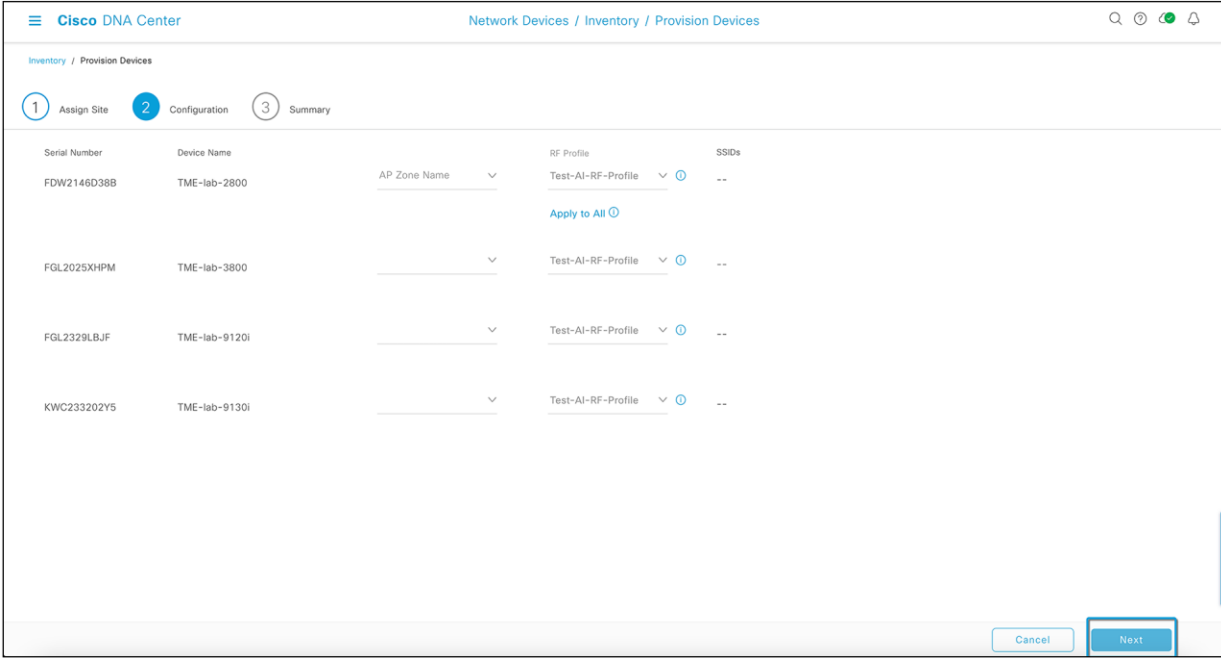 Cisco DNA Center
Network Devices / Inventory / Provision Devices
Inventory / Provision Devices
1 Assign Site 2 Configuration 3 Summary
Serial Number Device Name RF Profile SSIDs
FDW2146D38B TME-lab-2800 AP Zone Name Test-AI-RF-Profile --
Apply to All
FGL2025XHPM TME-lab-3800 Test-AI-RF-Profile --
FGL2329LBJF TME-lab-9120i Test-AI-RF-Profile --
KWC233202Y5 TME-lab-9130i Test-AI-RF-Profile --
Cancel Next